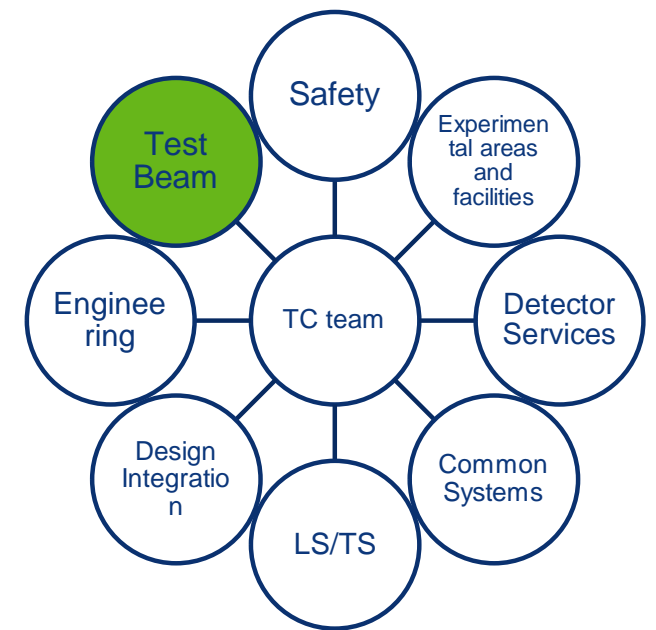 Safety
Experimen
tal areas
and
facilities
Test
Beam
Enginee
ring
TC team
Detector
Services
Design
Integratio
n
Common
Systems
LS/TS